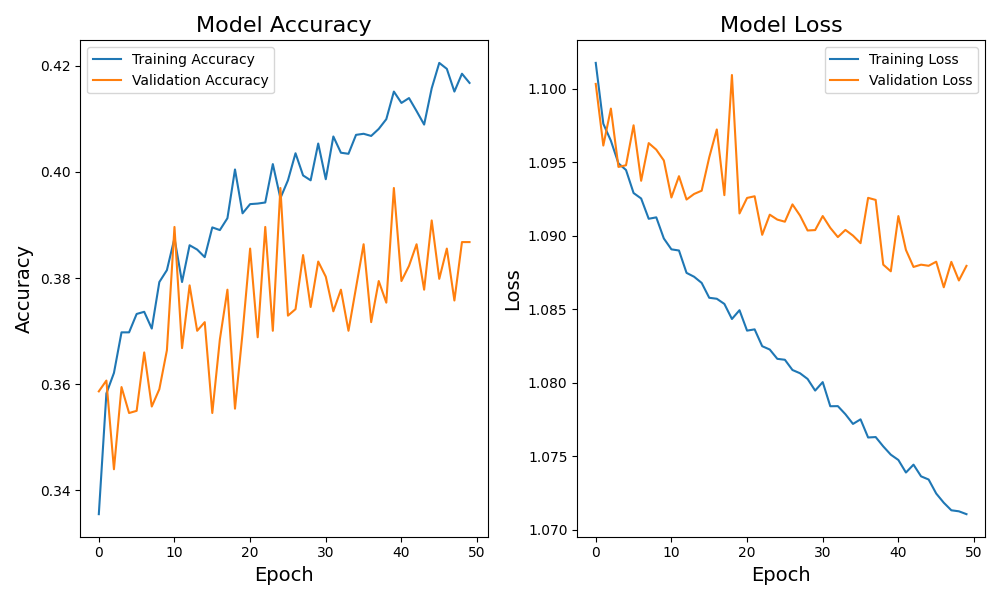 Model Accuracy
Training Accuracy
Validation Accuracy
0.42
0.40
0.38
0.36
0.34
Accuracy
0 10 20 30 40 50
Epoch
Model Loss
Training Loss
Validation Loss
1.100
1.095
1.090
1.085
1.080
1.075
1.070
Loss
0 10 20 30 40 50
Epoch